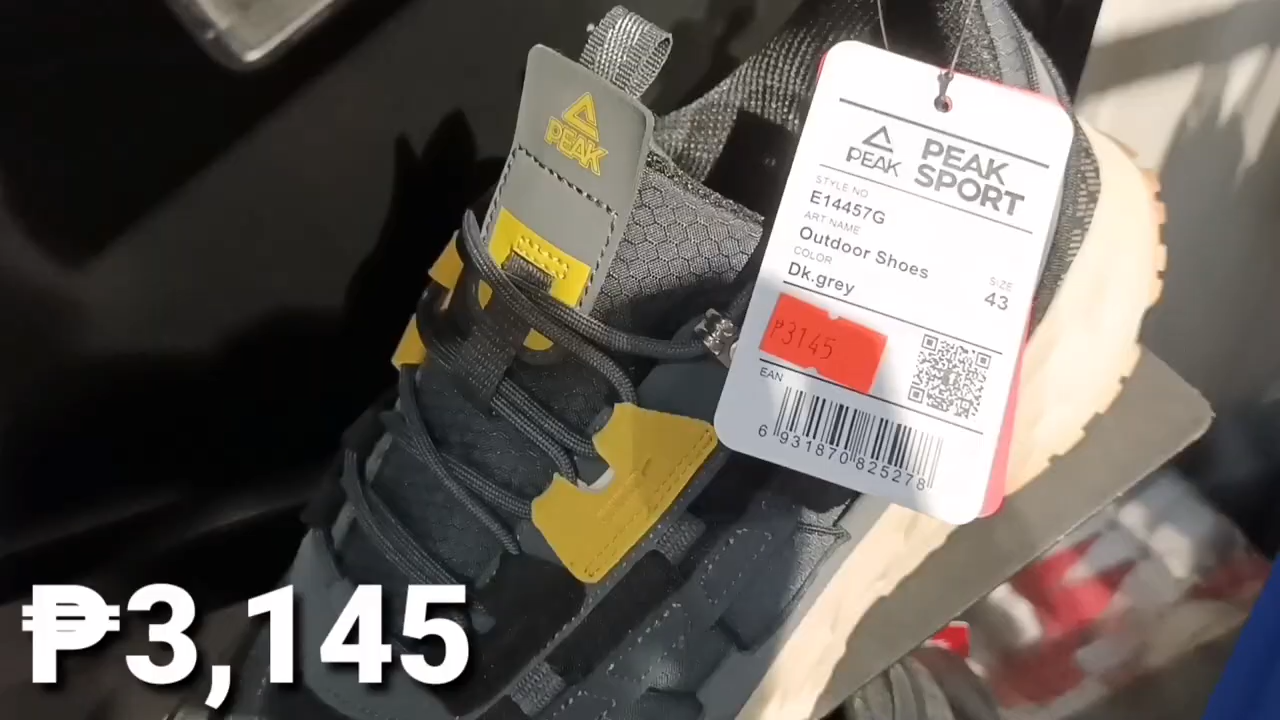 PEAK
PEAK
PEAK
SPORT
STYLE NO
E14457G
ART NAME
Outdoor Shoes
COLOR
Dk.grey
SIZE
43
₱3145
EAN
6 931870 825278
₱3,145